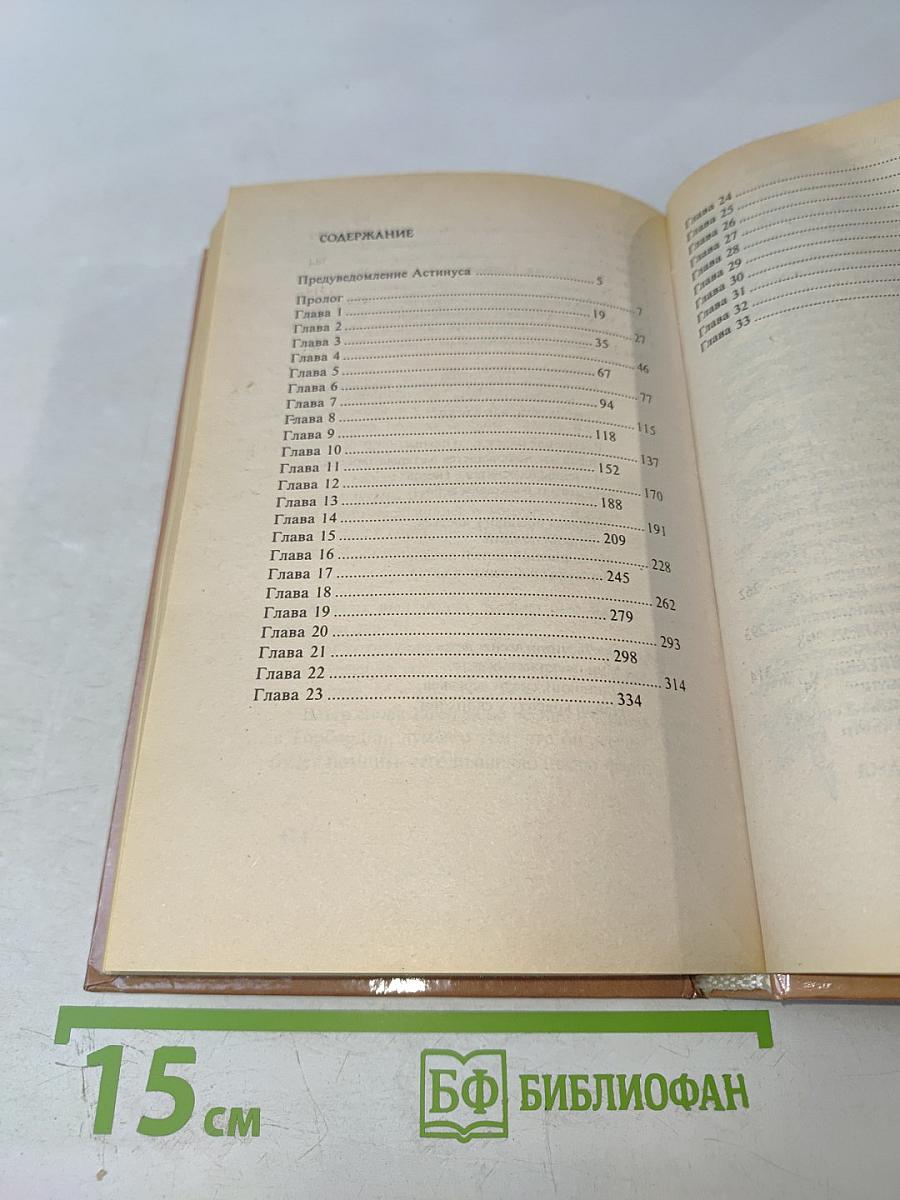 СОДЕРЖАНИЕ
Предуведомление Астинуса ........ 5
Пролог ........ 7
Глава 1 ........ 19
Глава 2 ........ 27
Глава 3 ........ 35
Глава 4 ........ 46
Глава 5 ........ 67
Глава 6 ........ 77
Глава 7 ........ 94
Глава 8 ........ 115
Глава 9 ........ 118
Глава 10 ........ 137
Глава 11 ........ 152
Глава 12 ........ 170
Глава 13 ........ 188
Глава 14 ........ 191
Глава 15 ........ 209
Глава 16 ........ 228
Глава 17 ........ 245
Глава 18 ........ 262
Глава 19 ........ 279
Глава 20 ........ 293
Глава 21 ........ 298
Глава 22 ........ 314
Глава 23 ........ 334
Глава 24 ........
Глава 25 ........
Глава 26 ........
Глава 27 ........
Глава 28 ........
Глава 29 ........
Глава 30 ........
Глава 31 ........
Глава 32 ........
Глава 33 ........
15 см
БФ БИБЛИОФАН